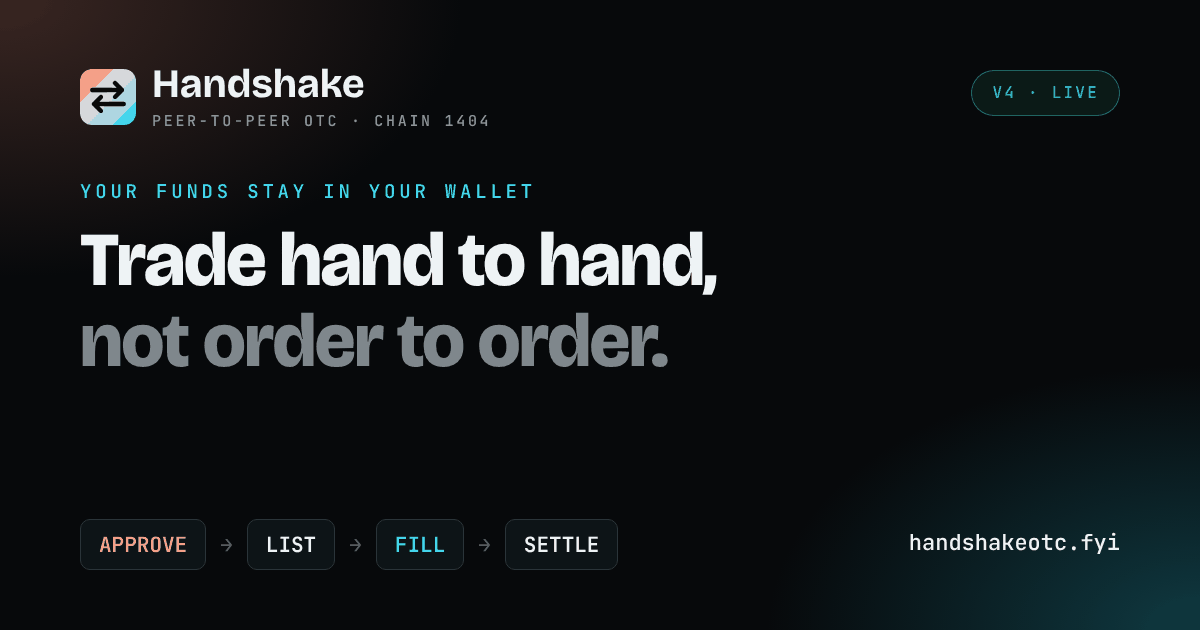 Handshake
PEER-TO-PEER OTC · CHAIN 1404
V4 · LIVE
YOUR FUNDS STAY IN YOUR WALLET
Trade hand to hand,
not order to order.
APPROVE → LIST → FILL → SETTLE
handshakeotc.fyi